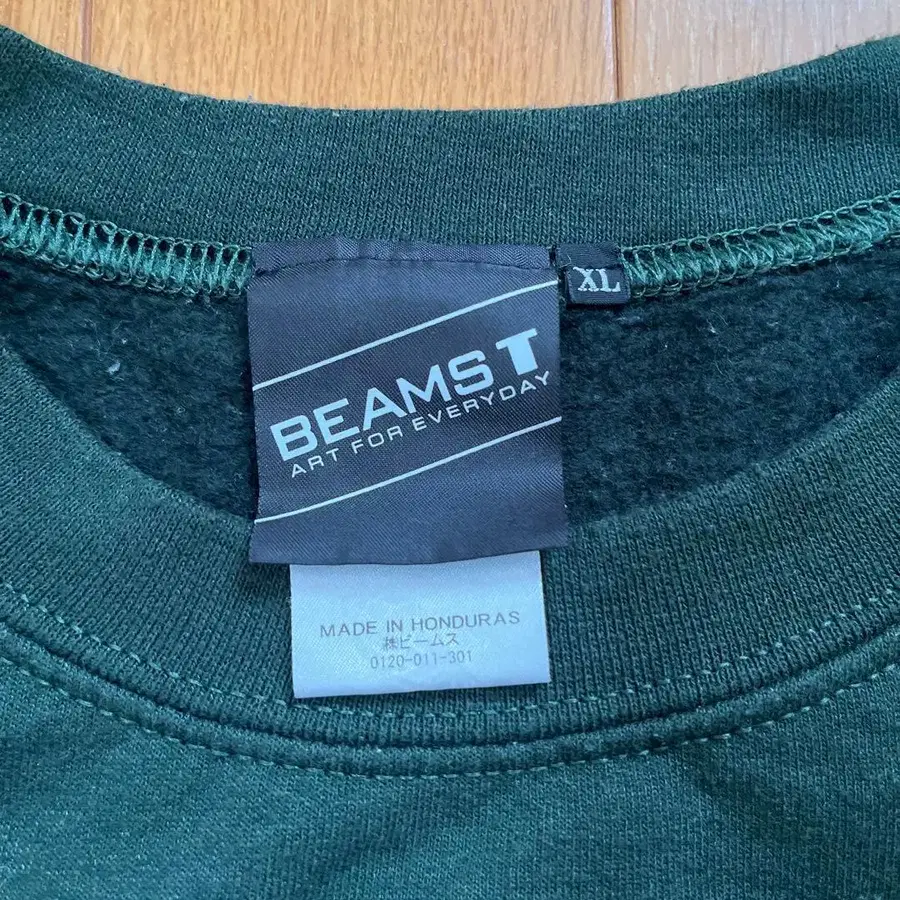 BEAMS T
ART FOR EVERYDAY
XL
MADE IN HONDURAS
㈱ビームス
0120-011-301